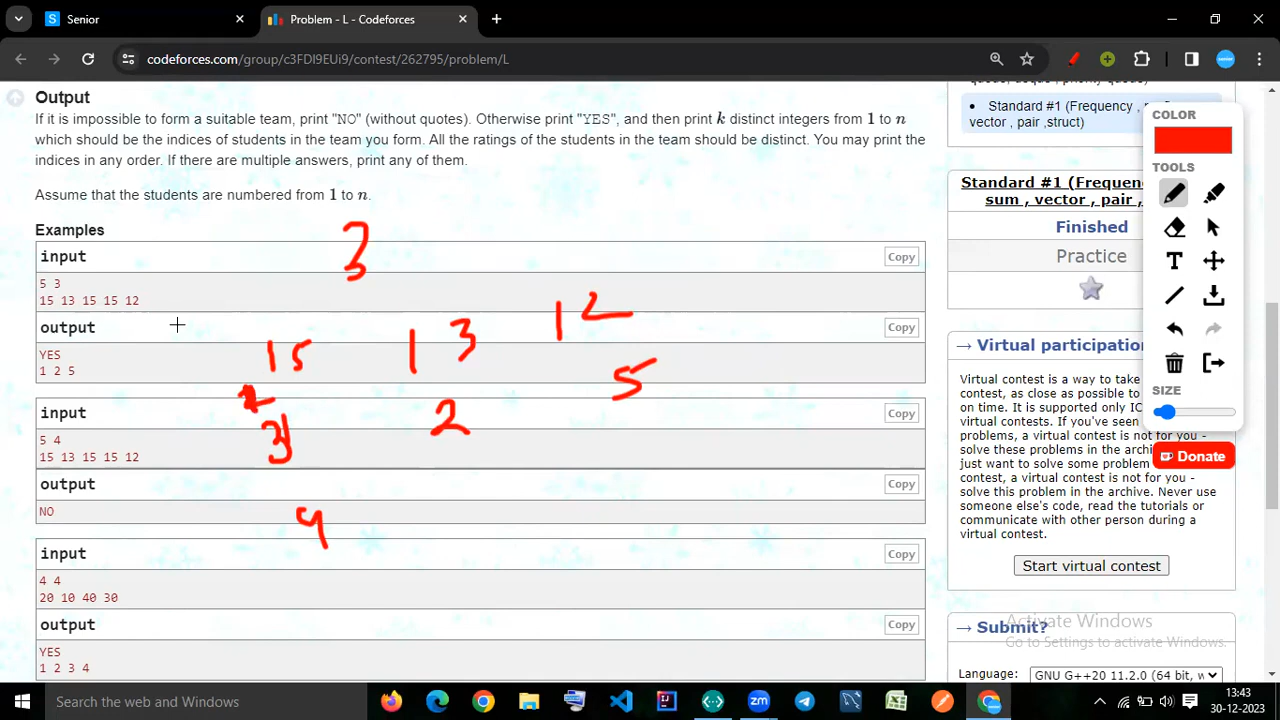 Senior
Problem - L - Codeforces
codeforces.com/group/c3FDI9EUi9/contest/262795/problem/L
Output
If it is impossible to form a suitable team, print "NO" (without quotes). Otherwise print "YES", and then print k distinct integers from 1 to n
which should be the indices of students in the team you form. All the ratings of the students in the team should be distinct. You may print the
indices in any order. If there are multiple answers, print any of them.
Assume that the students are numbered from 1 to n.
Examples
3
input
Copy
5 3
15 13 15 15 12
output
Copy
YES
1 2 5
15 13 12
2 5
3
input
Copy
5 4
15 13 15 15 12
output
Copy
NO
4
input
Copy
4 4
20 10 40 30
output
Copy
YES
1 2 3 4
Standard #1 (Frequency , p
vector , pair ,struct)
Standard #1 (Frequen
sum , vector , pair ,
Finished
Practice
→ Virtual participa
Virtual contest is a way to take
contest, as close as possible to
on time. It is supported only IC
virtual contests. If you've seen
problems, a virtual contest is not for you -
solve these problems in the archi
just want to solve some problem
contest, a virtual contest is not for you -
solve this problem in the archive. Never use
someone else's code, read the tutorials or
communicate with other person during a
virtual contest.
Start virtual contest
→ Submit?
Language:
GNU G++20 11.2.0 (64 bit, w
COLOR
TOOLS
T
SIZE
Donate
Activate Windows
Go to Settings to activate Windows.
Search the web and Windows
zm
13:43
30-12-2023